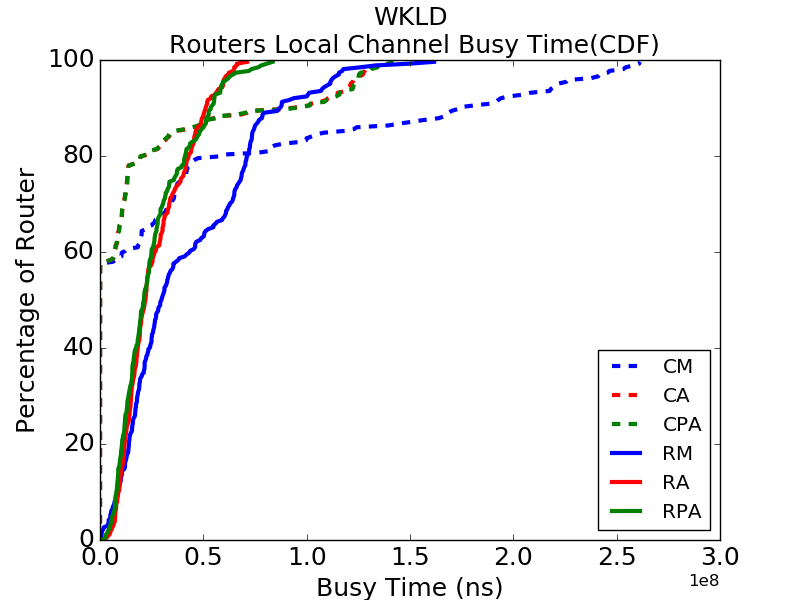 WKLD
Routers Local Channel Busy Time(CDF)
100
80
60
40
20
0
Percentage of Router
0.0 0.5 1.0 1.5 2.0 2.5 3.0
1e8
Busy Time (ns)
CM
CA
CPA
RM
RA
RPA